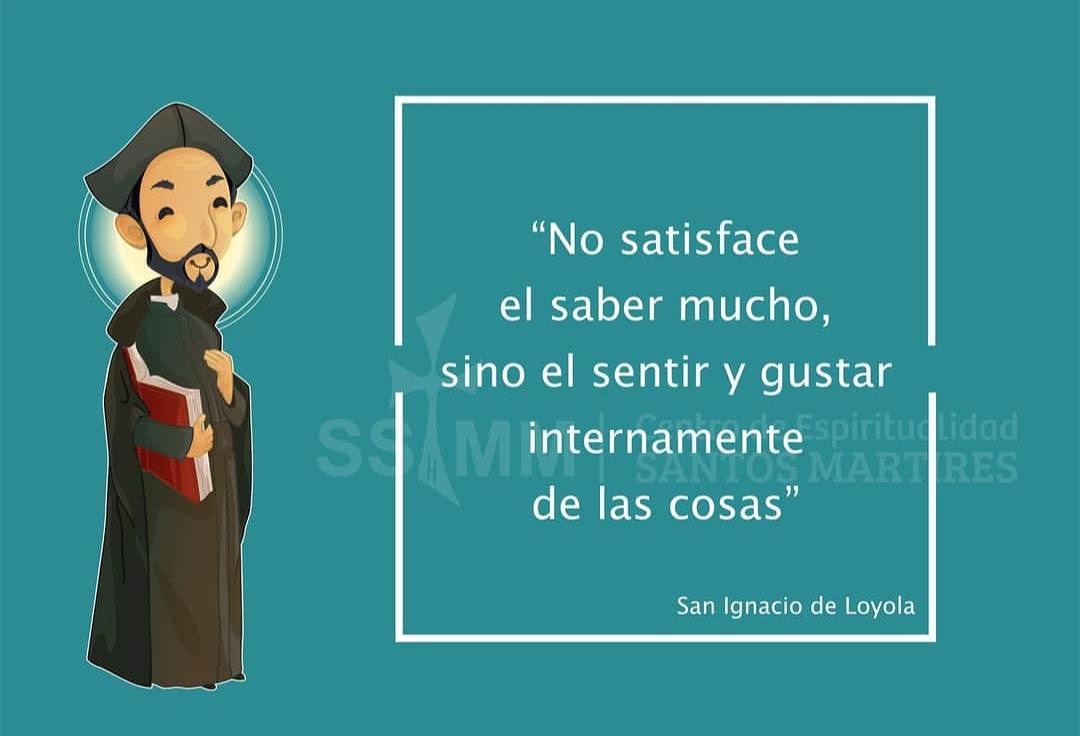 “No satisface
el saber mucho,
sino el sentir y gustar
internamente
de las cosas”
San Ignacio de Loyola
SSMM
Centro de Espiritualidad
SANTOS MARTIRES